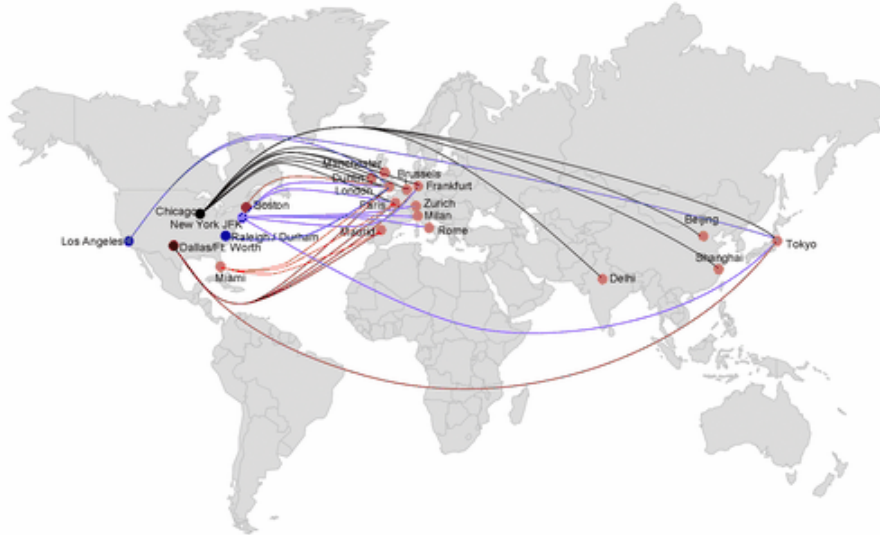 Manchester
Dublin
Brussels
London
Frankfurt
Chicago
Boston
Paris
Zurich
New York JFK
Milan
Beijing
Los Angeles
Raleigh / Durham
Madrid
Rome
Tokyo
Dallas/Ft. Worth
Shanghai
Miami
Delhi